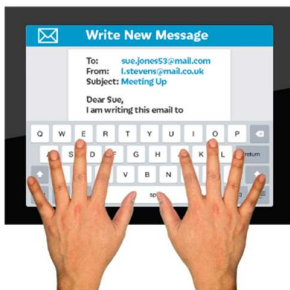 Write New Message
To: sue.jones53@mail.com
From: l.stevens@mail.co.uk
Subject: Meeting Up
Dear Sue,
I am writing this email to
Q W E R T Y U I O P
S G H K L return
V B N